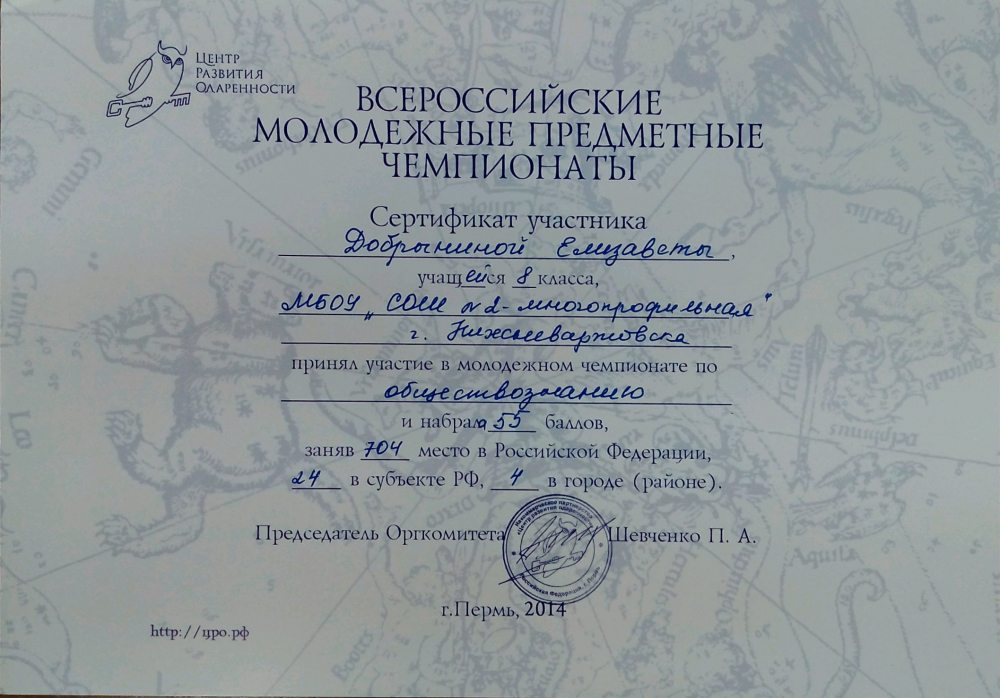 Центр
Развития
Одаренности
ВСЕРОССИЙСКИЕ
МОЛОДЕЖНЫЕ ПРЕДМЕТНЫЕ
ЧЕМПИОНАТЫ
Сертификат участника
Добрыниной Елизаветы,
учащейся 8 класса,
МБОУ „СОШ №2-многопрофильная"
г. Нижневартовска
принял участие в молодежном чемпионате по
обществознанию
и набрала 55 баллов,
заняв 704 место в Российской Федерации,
24 в субъекте РФ, 4 в городе (районе).
Председатель Оргкомитета Шевченко П. А.
г.Пермь, 2014
http://цро.рф